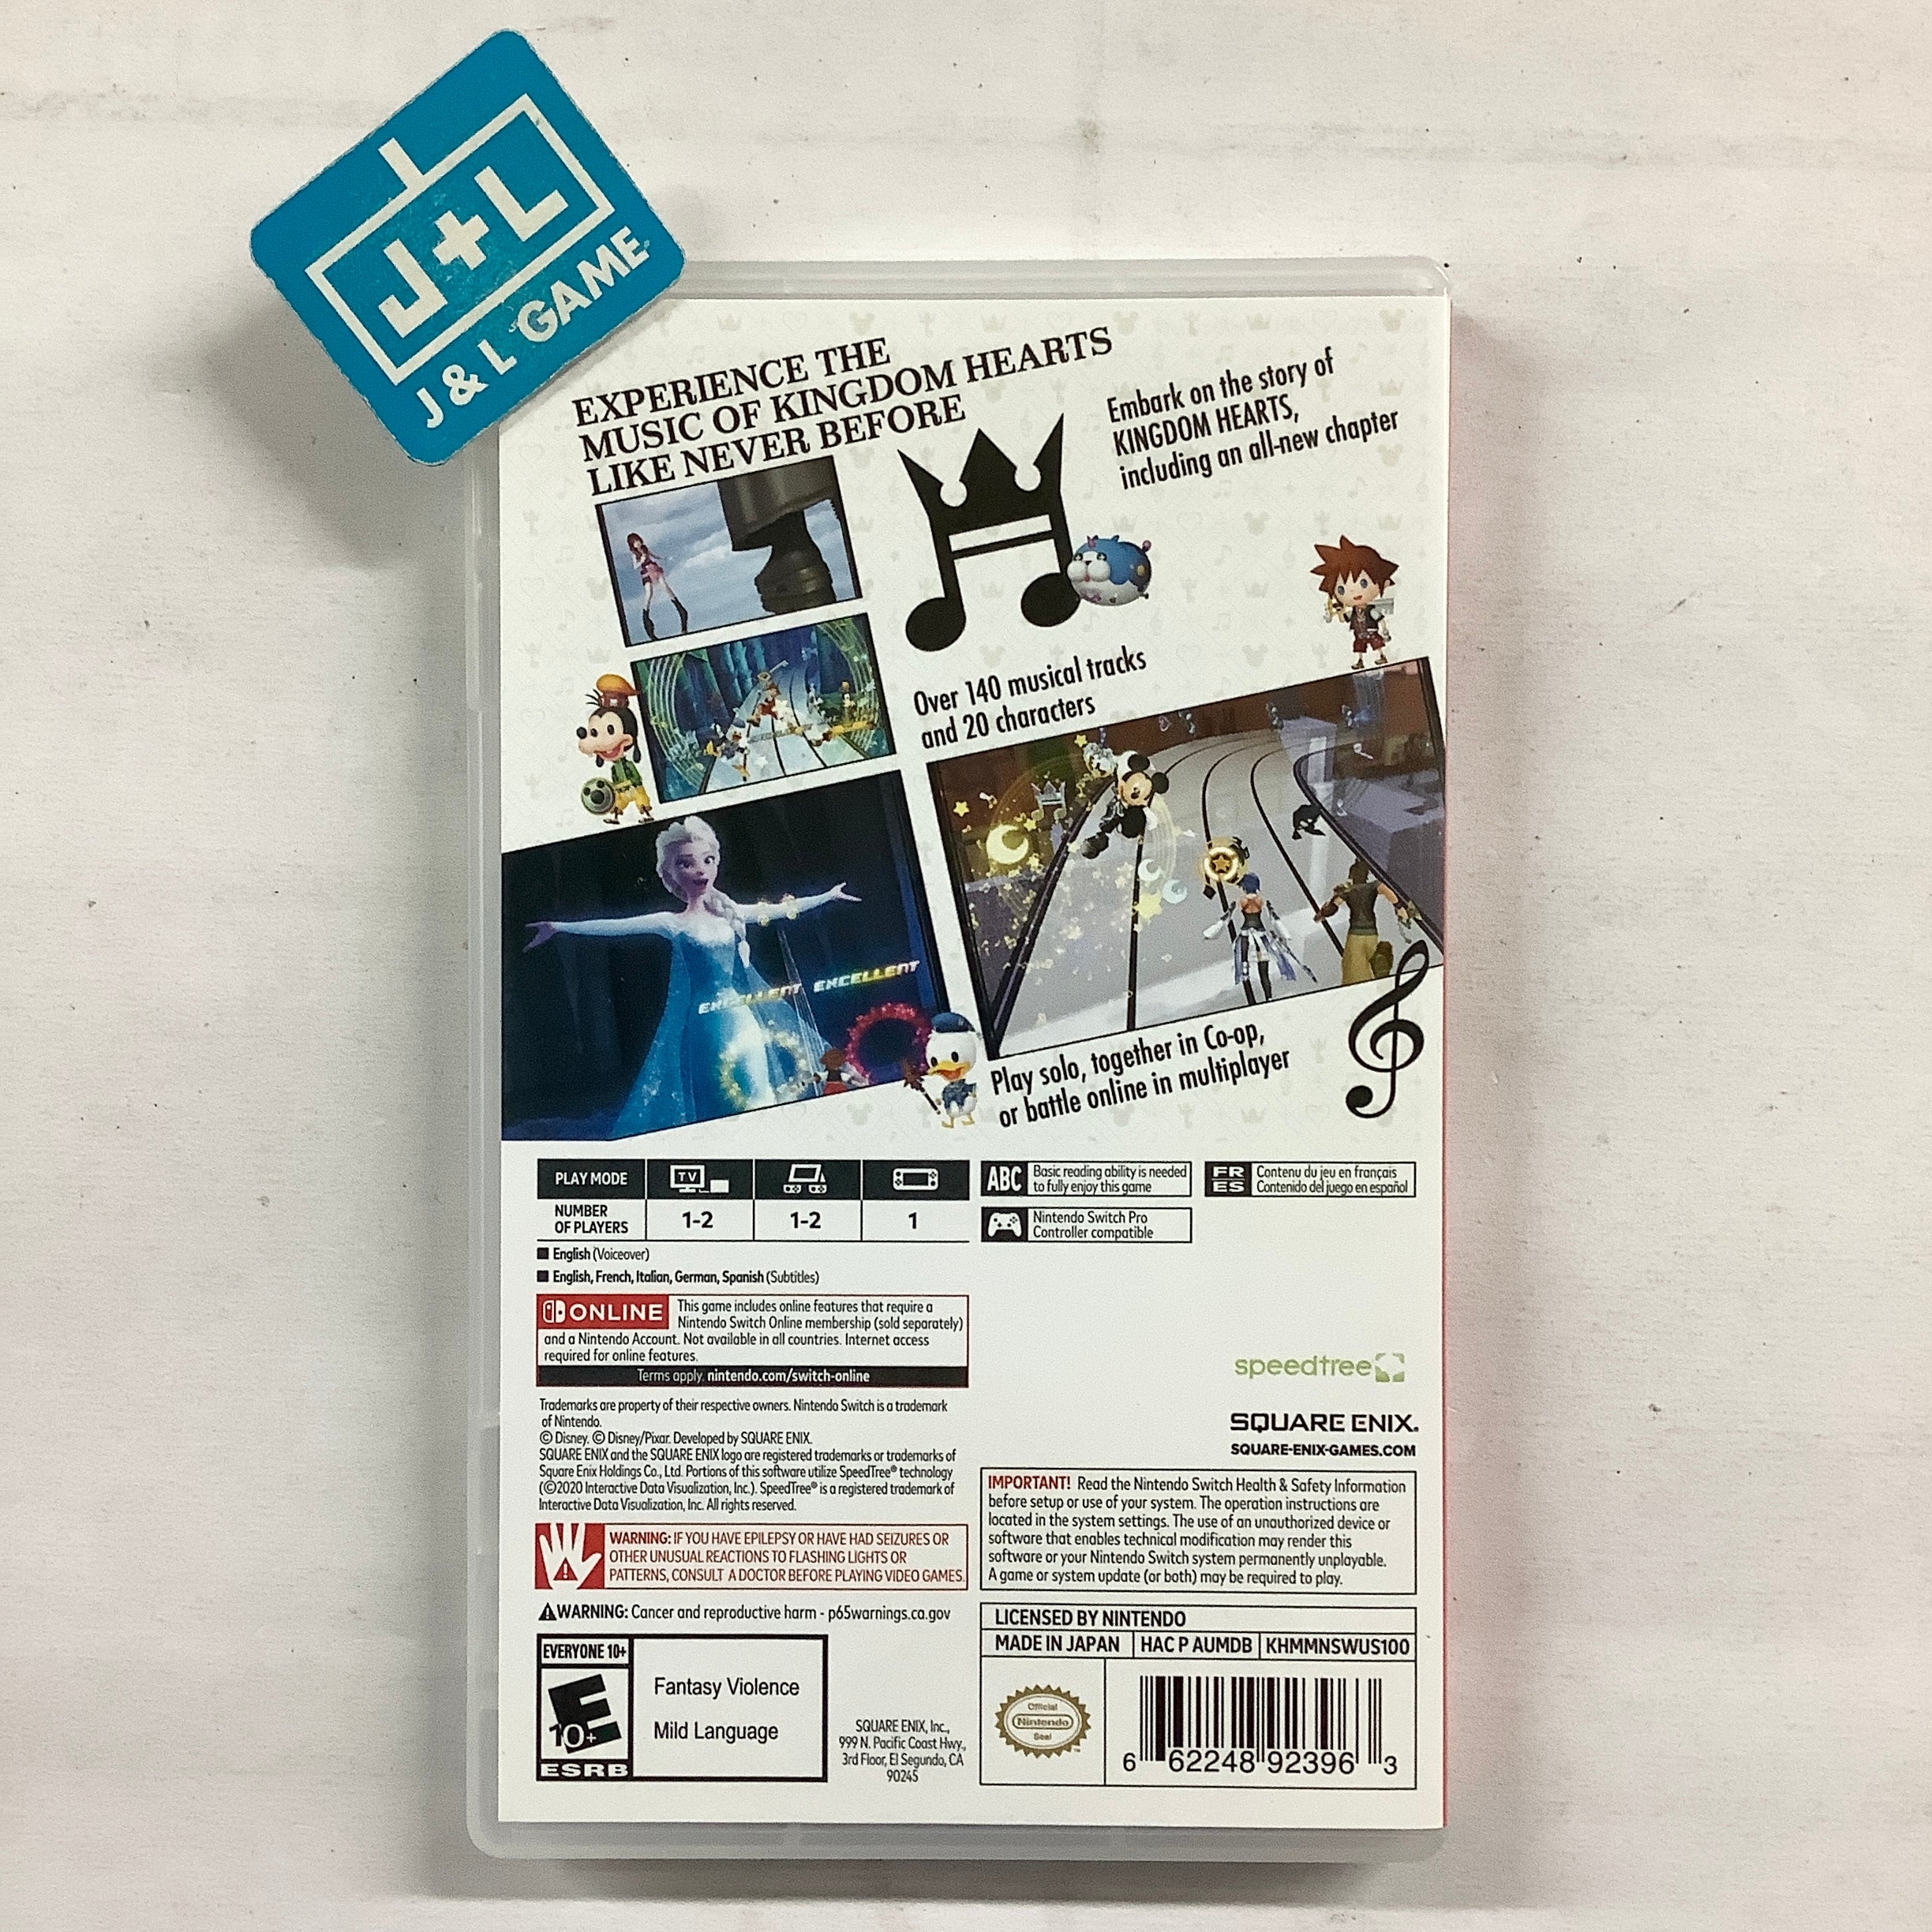 J+L
J & L GAME
EXPERIENCE THE
MUSIC OF KINGDOM HEARTS
LIKE NEVER BEFORE
Embark on the story of
KINGDOM HEARTS,
including an all-new chapter
Over 140 musical tracks
and 20 characters
EXCELLENT EXCELLENT
Play solo, together in Co-op,
or battle online in multiplayer
PLAY MODE
TV
NUMBER
OF PLAYERS
1-2
1-2
1
ABC
Basic reading ability is needed
to fully enjoy this game
FR
ES
Contenu du jeu en français
Contenido del juego en español
Nintendo Switch Pro
Controller compatible
English (Voiceover)
English, French, Italian, German, Spanish (Subtitles)
ONLINE
This game includes online features that require a
Nintendo Switch Online membership (sold separately)
and a Nintendo Account. Not available in all countries. Internet access
required for online features.
Terms apply. nintendo.com/switch-online
Trademarks are property of their respective owners. Nintendo Switch is a trademark
of Nintendo.
© Disney. © Disney/Pixar. Developed by SQUARE ENIX.
SQUARE ENIX and the SQUARE ENIX logo are registered trademarks or trademarks of
Square Enix Holdings Co., Ltd. Portions of this software utilize SpeedTree® technology
(©2020 Interactive Data Visualization, Inc.). SpeedTree® is a registered trademark of
Interactive Data Visualization, Inc. All rights reserved.
WARNING: IF YOU HAVE EPILEPSY OR HAVE HAD SEIZURES OR
OTHER UNUSUAL REACTIONS TO FLASHING LIGHTS OR
PATTERNS, CONSULT A DOCTOR BEFORE PLAYING VIDEO GAMES.
WARNING: Cancer and reproductive harm - p65warnings.ca.gov
EVERYONE 10+
E
10+
ESRB
Fantasy Violence
Mild Language
SQUARE ENIX, Inc.,
999 N. Pacific Coast Hwy.,
3rd Floor, El Segundo, CA
90245
speedtree
SQUARE ENIX.
SQUARE-ENIX-GAMES.COM
IMPORTANT! Read the Nintendo Switch Health & Safety Information
before setup or use of your system. The operation instructions are
located in the system settings. The use of an unauthorized device or
software that enables technical modification may render this
software or your Nintendo Switch system permanently unplayable.
A game or system update (or both) may be required to play.
LICENSED BY NINTENDO
MADE IN JAPAN
HAC P AUMDB
KHMMNSWUS100
Official
Nintendo
Seal
6 62248 92396 3